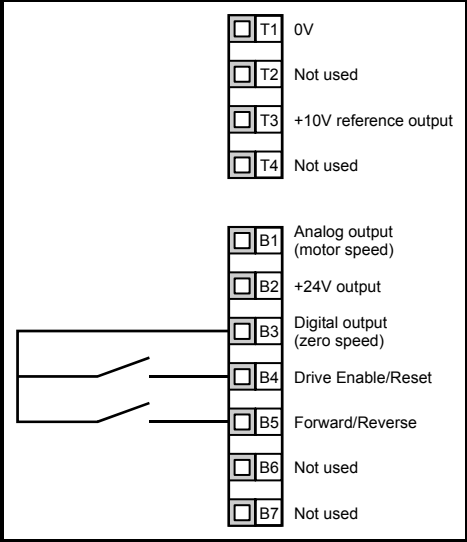 T1 0V
T2 Not used
T3 +10V reference output
T4 Not used
B1 Analog output
(motor speed)
B2 +24V output
B3 Digital output
(zero speed)
B4 Drive Enable/Reset
B5 Forward/Reverse
B6 Not used
B7 Not used